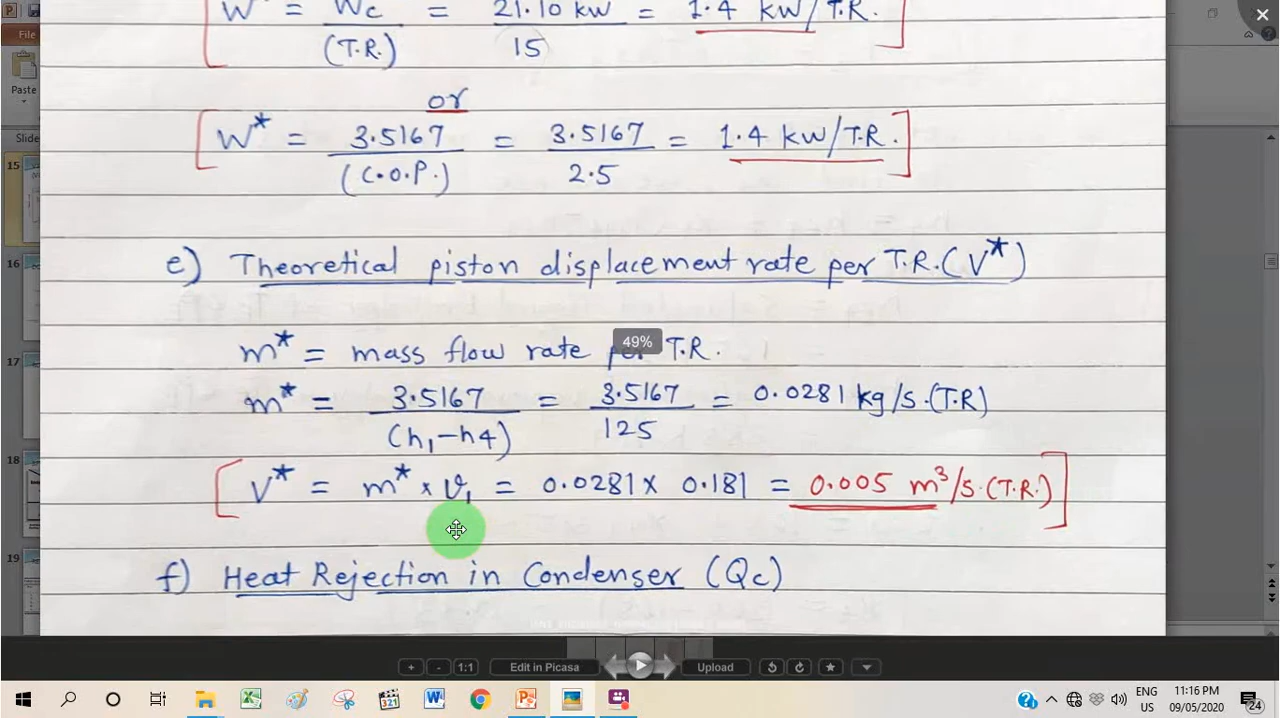 File
Paste
Slide
15
16
17
18
19
W* = Wc/(T.R.) = 21.10 kW/15 = 1.4 kW/T.R.
or
W* = 3.5167/(C.O.P.) = 3.5167/2.5 = 1.4 kW/T.R.
e) Theoretical piston displacement rate per T.R. (V*)
m* = mass flow rate per T.R.
49%
m* = 3.5167/(h1-h4) = 3.5167/125 = 0.0281 kg/s.(T.R)
V* = m* x v1 = 0.0281 x 0.181 = 0.005 m³/s.(T.R.)
f) Heat Rejection in Condenser (Qc)
+ - 1:1 Edit in Picasa Upload
321
ENG 11:16 PM
US 09/05/2020 24